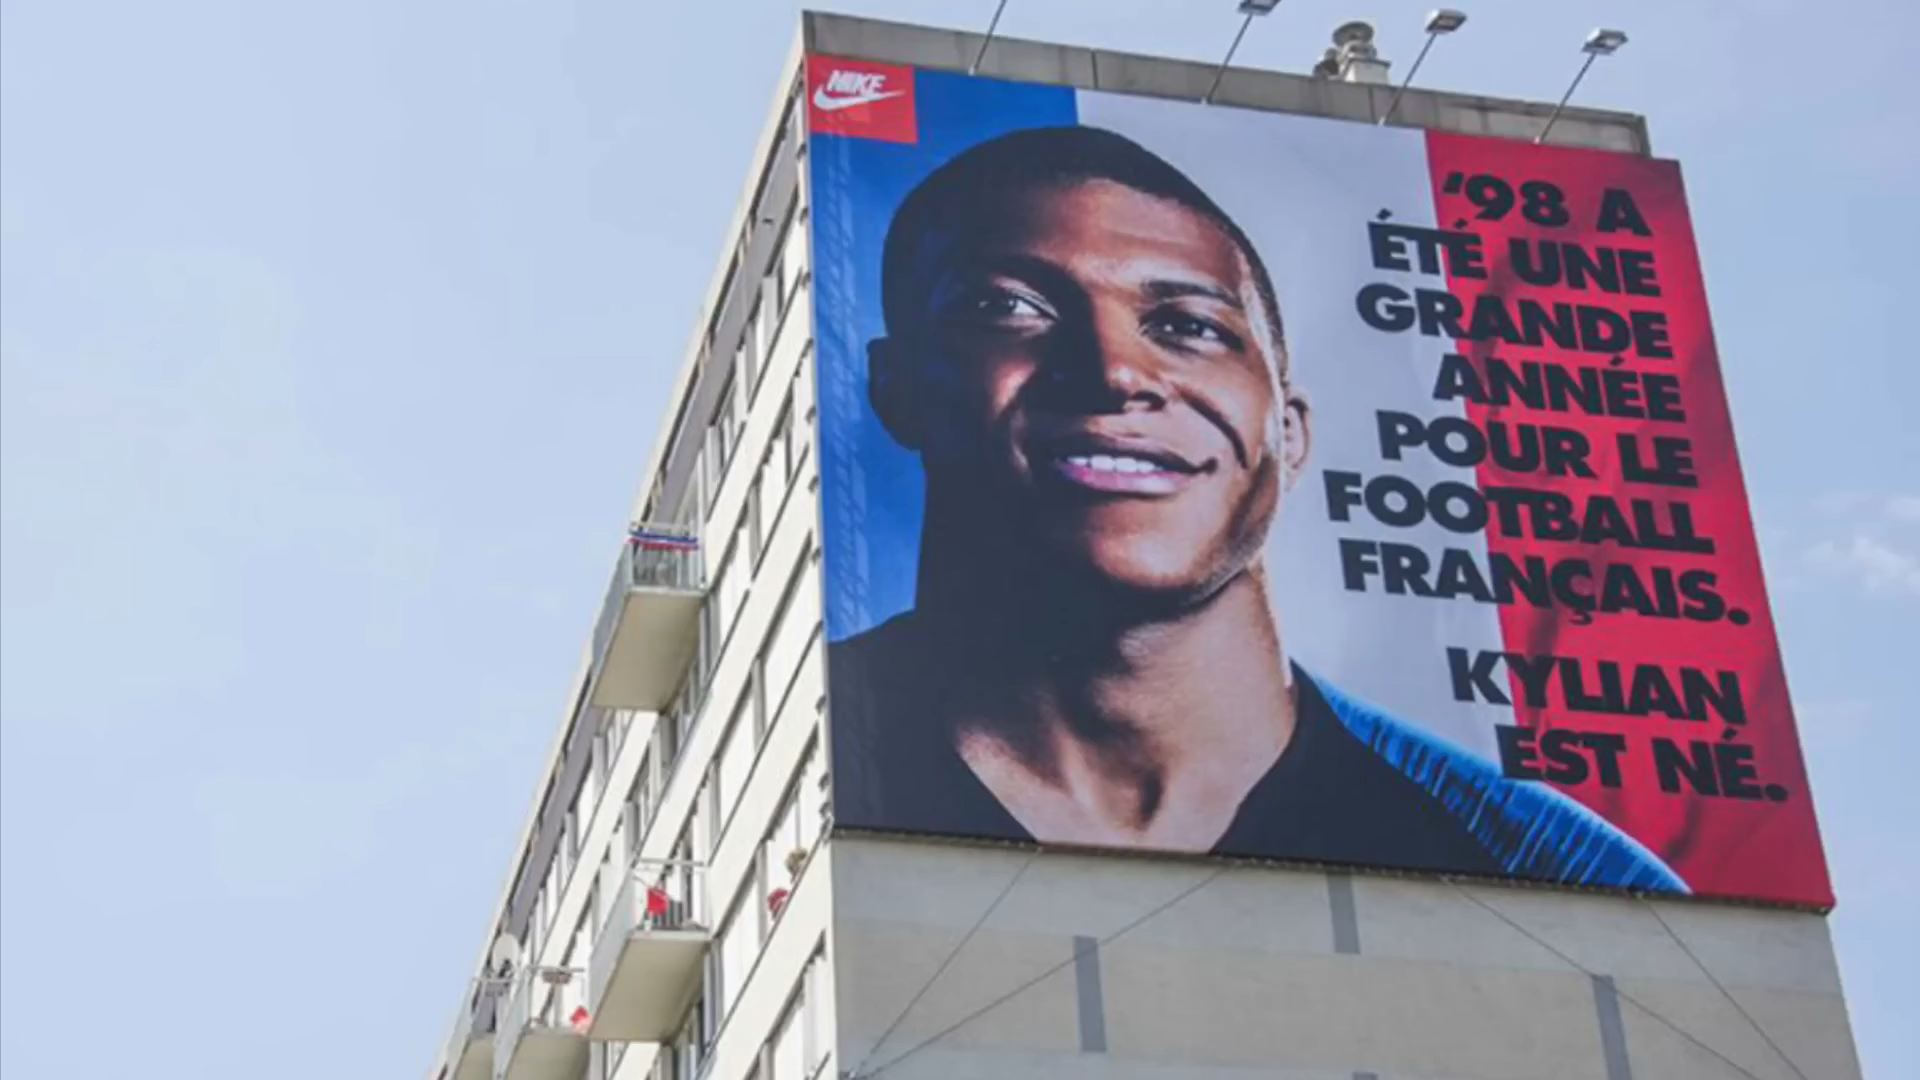 NIKE
'98 A
ÉTÉ UNE
GRANDE
ANNÉE
POUR LE
FOOTBALL
FRANÇAIS.
KYLIAN
EST NÉ.